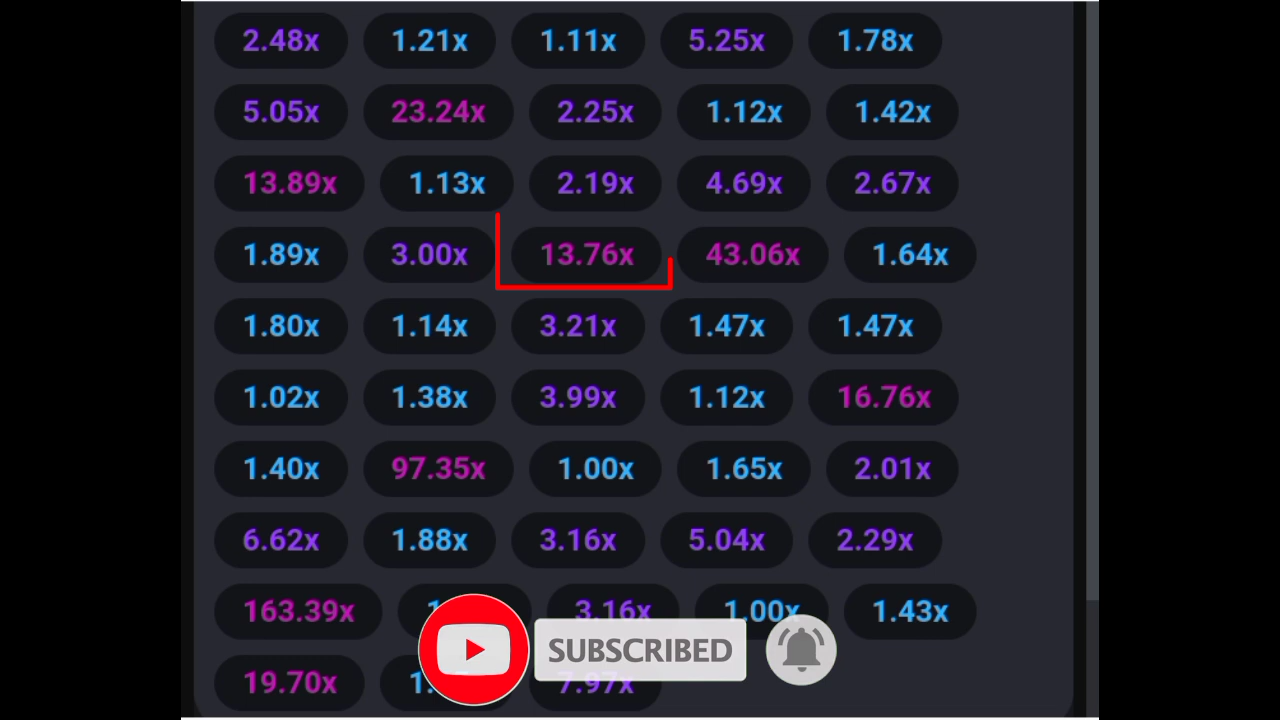 2.48x 1.21x 1.11x 5.25x 1.78x
5.05x 23.24x 2.25x 1.12x 1.42x
13.89x 1.13x 2.19x 4.69x 2.67x
1.89x 3.00x 13.76x 43.06x 1.64x
1.80x 1.14x 3.21x 1.47x 1.47x
1.02x 1.38x 3.99x 1.12x 16.76x
1.40x 97.35x 1.00x 1.65x 2.01x
6.62x 1.88x 3.16x 5.04x 2.29x
163.39x 3.16x 1.00x 1.43x
SUBSCRIBED
19.70x 7.97x